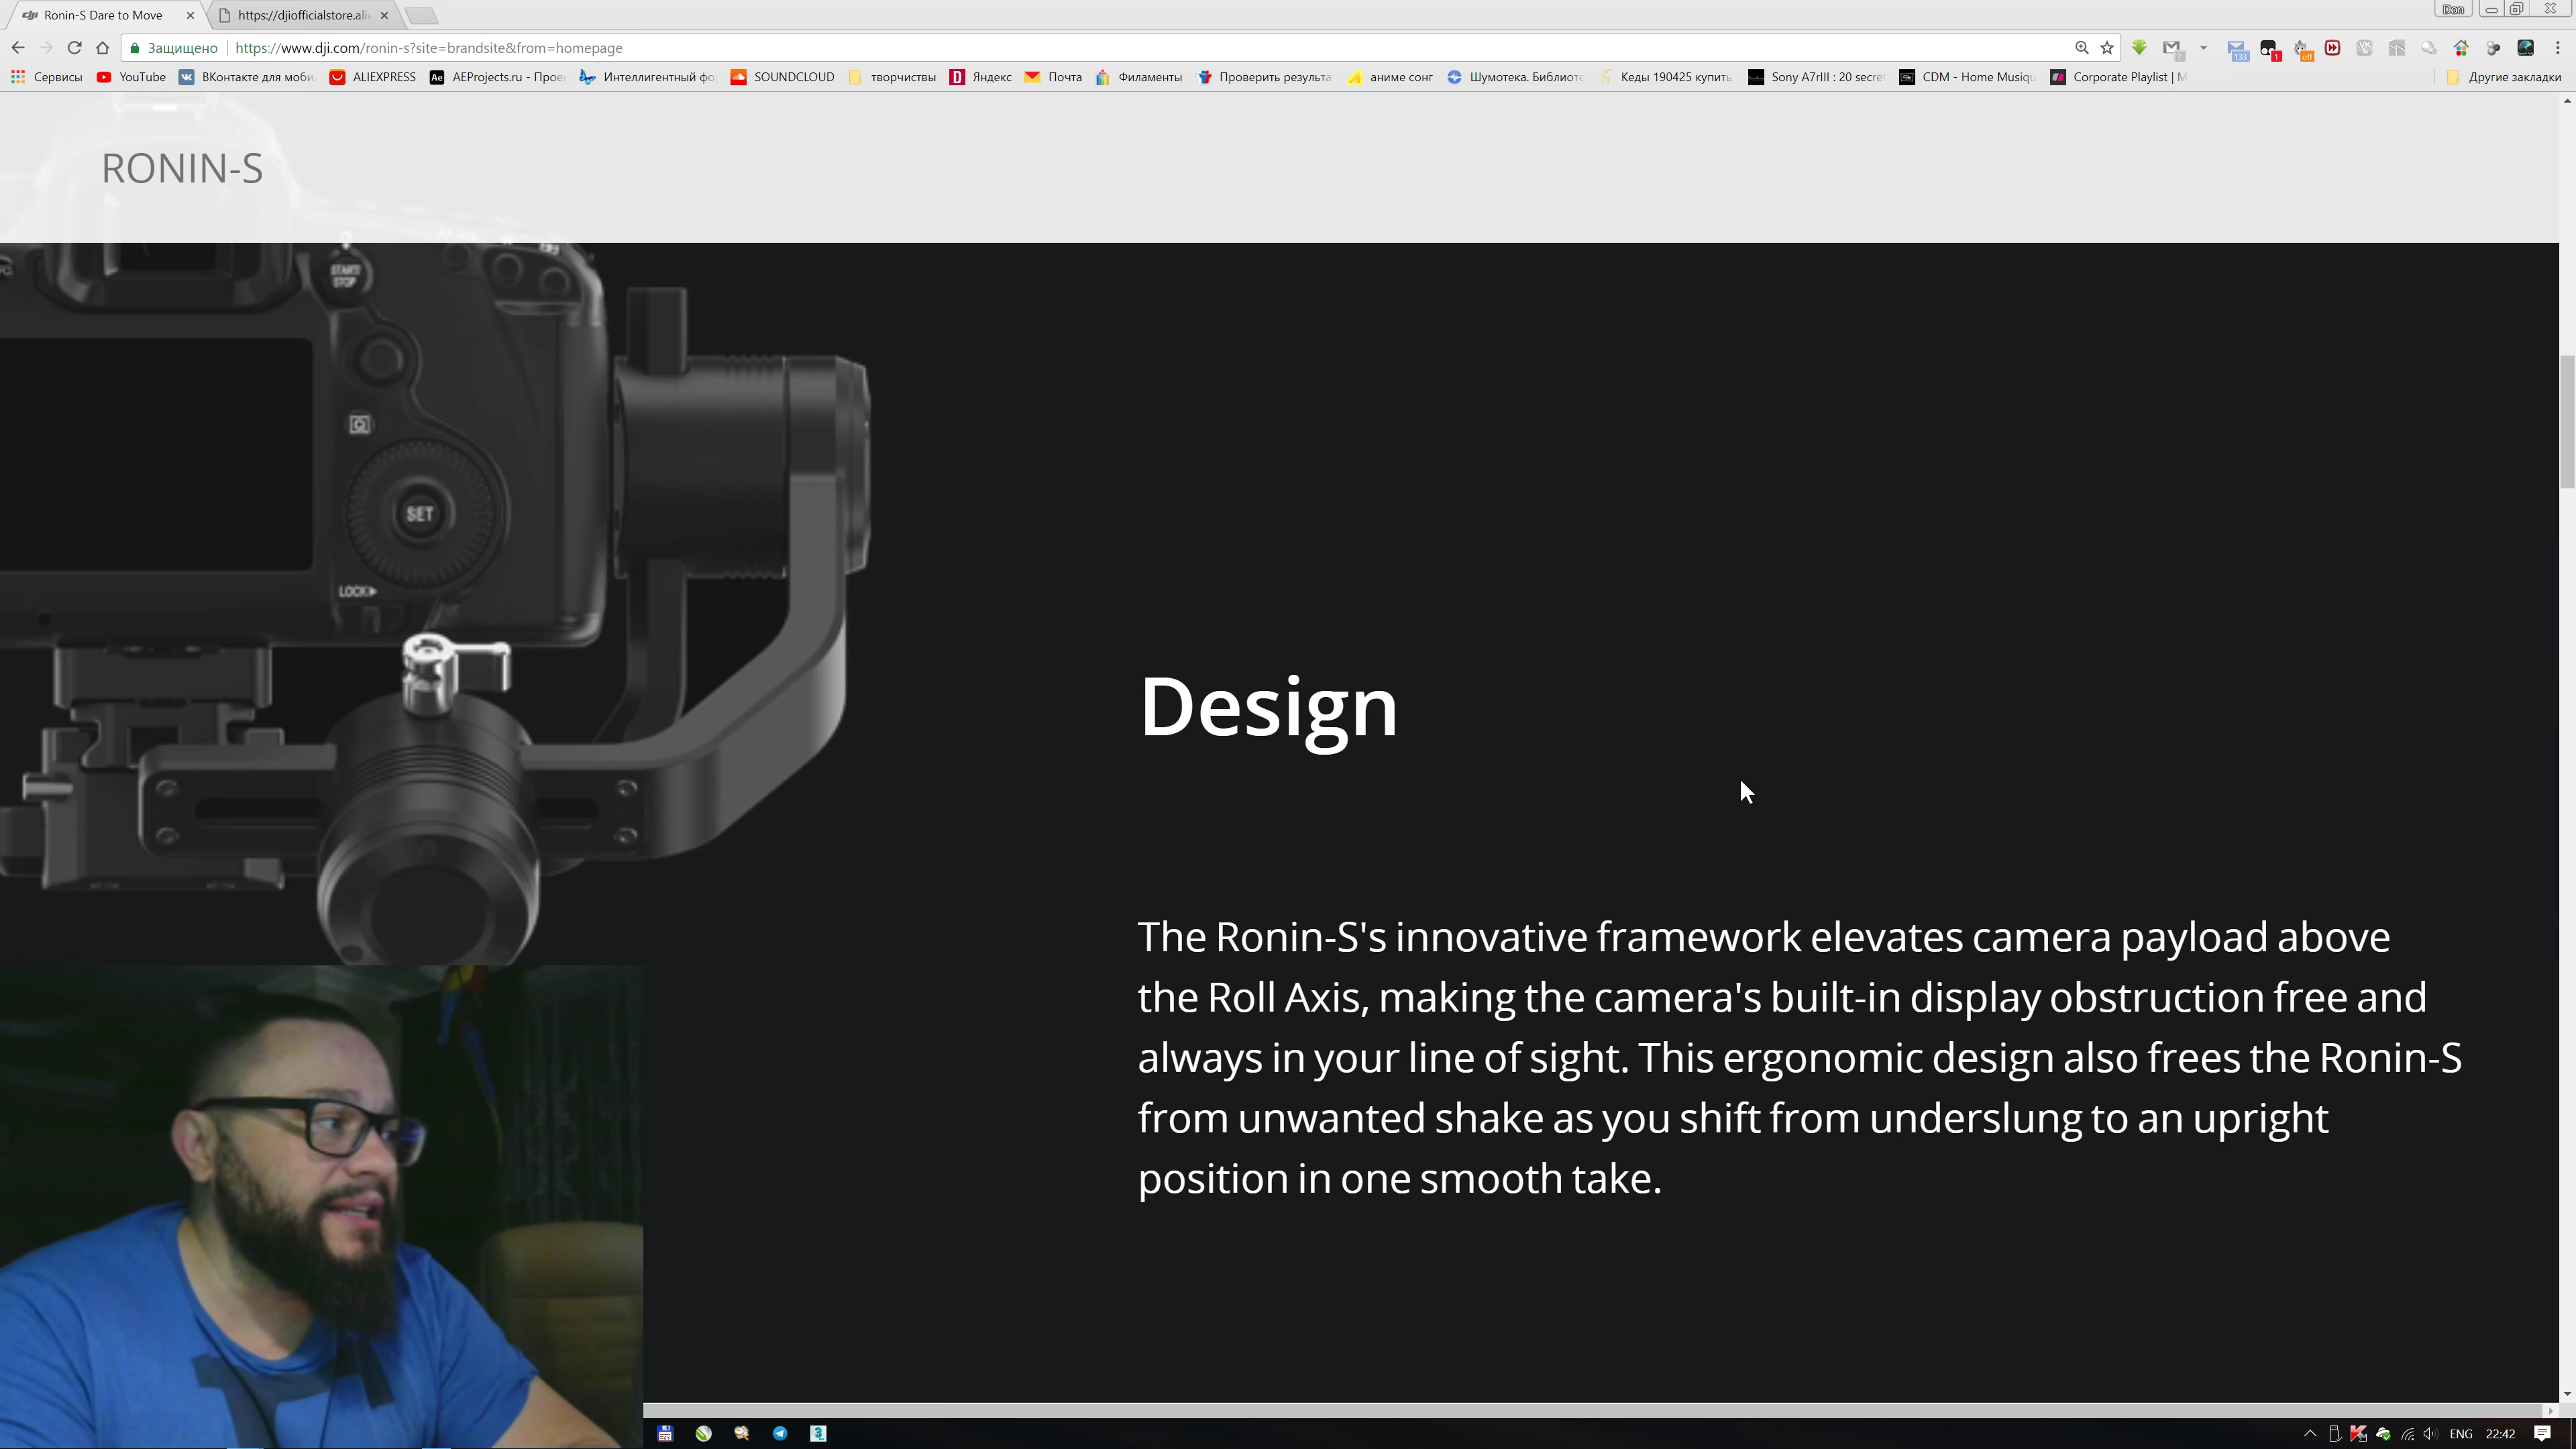 Ronin-S Dare to Move
https://djiofficialstore.ali
Don
Защищено https://www.dji.com/ronin-s?site=brandsite&from=homepage
133
1
off
Сервисы YouTube ВКонтакте для моби ALIEXPRESS AEProjects.ru - Прое Интеллигентный фо SOUNDCLOUD творчиствы Яндекс Почта Филаменты Проверить результа аниме сонг Шумотека. Библиоте Кеды 190425 купить Sony A7rIII : 20 secre CDM - Home Musiqu Corporate Playlist | M Другие закладки
RONIN-S
START/
STOP
SET
LOCK
Design
The Ronin-S's innovative framework elevates camera payload above
the Roll Axis, making the camera's built-in display obstruction free and
always in your line of sight. This ergonomic design also frees the Ronin-S
from unwanted shake as you shift from underslung to an upright
position in one smooth take.
ENG 22:42